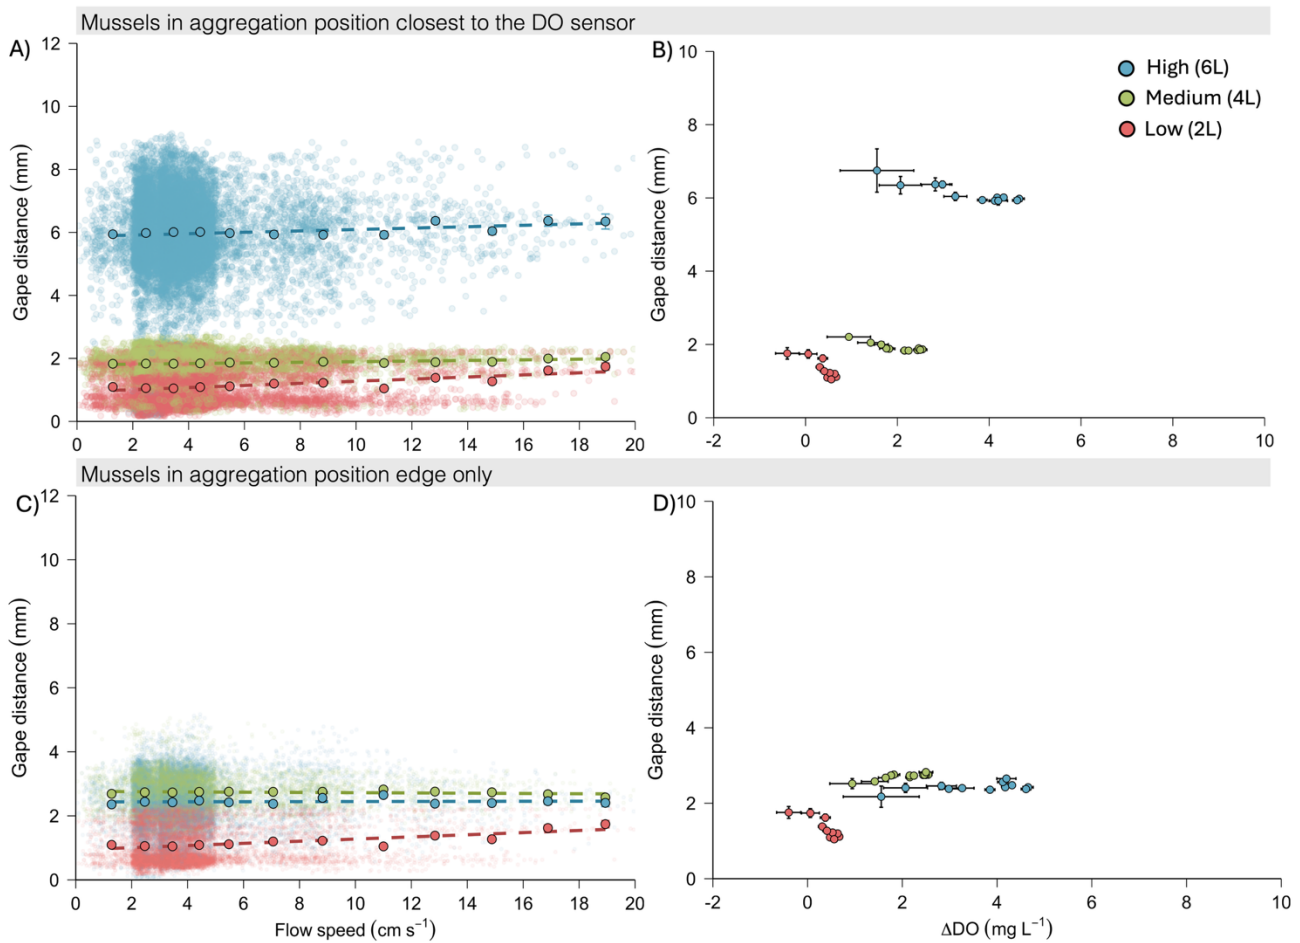 Mussels in aggregation position closest to the DO sensor
A)
12
10
8
6
4
2
0
Gape distance (mm)
0 2 4 6 8 10 12 14 16 18 20
B)
10
8
6
4
2
0
Gape distance (mm)
-2 0 2 4 6 8 10
High (6L)
Medium (4L)
Low (2L)
Mussels in aggregation position edge only
C)
12
10
8
6
4
2
0
Gape distance (mm)
0 2 4 6 8 10 12 14 16 18 20
Flow speed (cm s⁻¹)
D)
10
8
6
4
2
0
Gape distance (mm)
-2 0 2 4 6 8 10
ΔDO (mg L⁻¹)